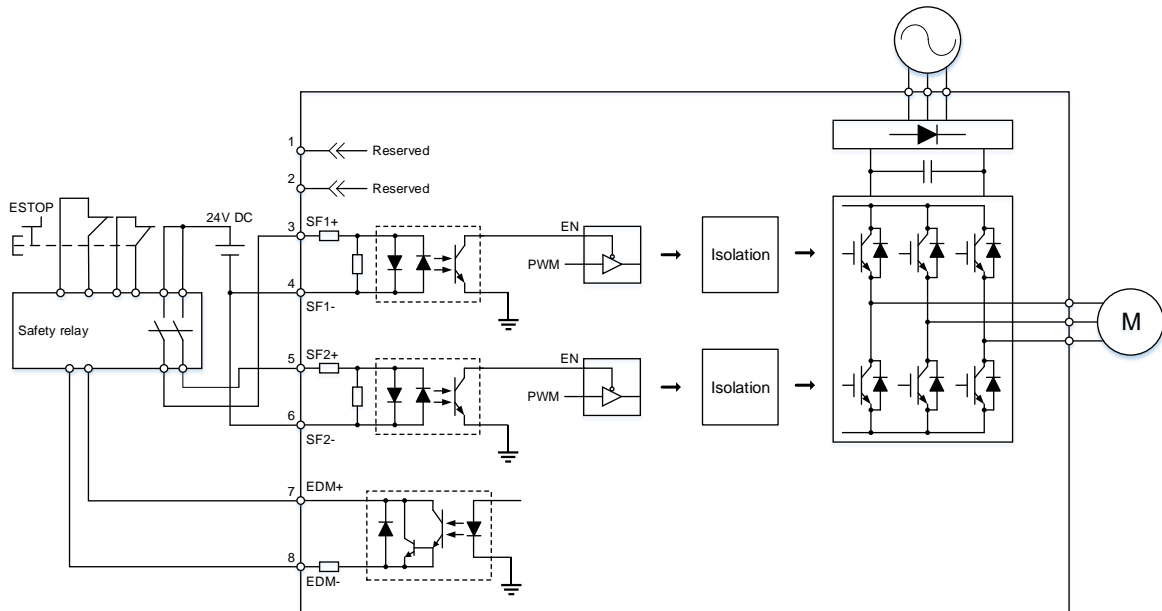 1
Reserved
2
Reserved
ESTOP
24V DC
3
SF1+
EN
PWM
Isolation
4
SF1-
Safety relay
M
5
SF2+
EN
PWM
Isolation
6
SF2-
7
EDM+
8
EDM-